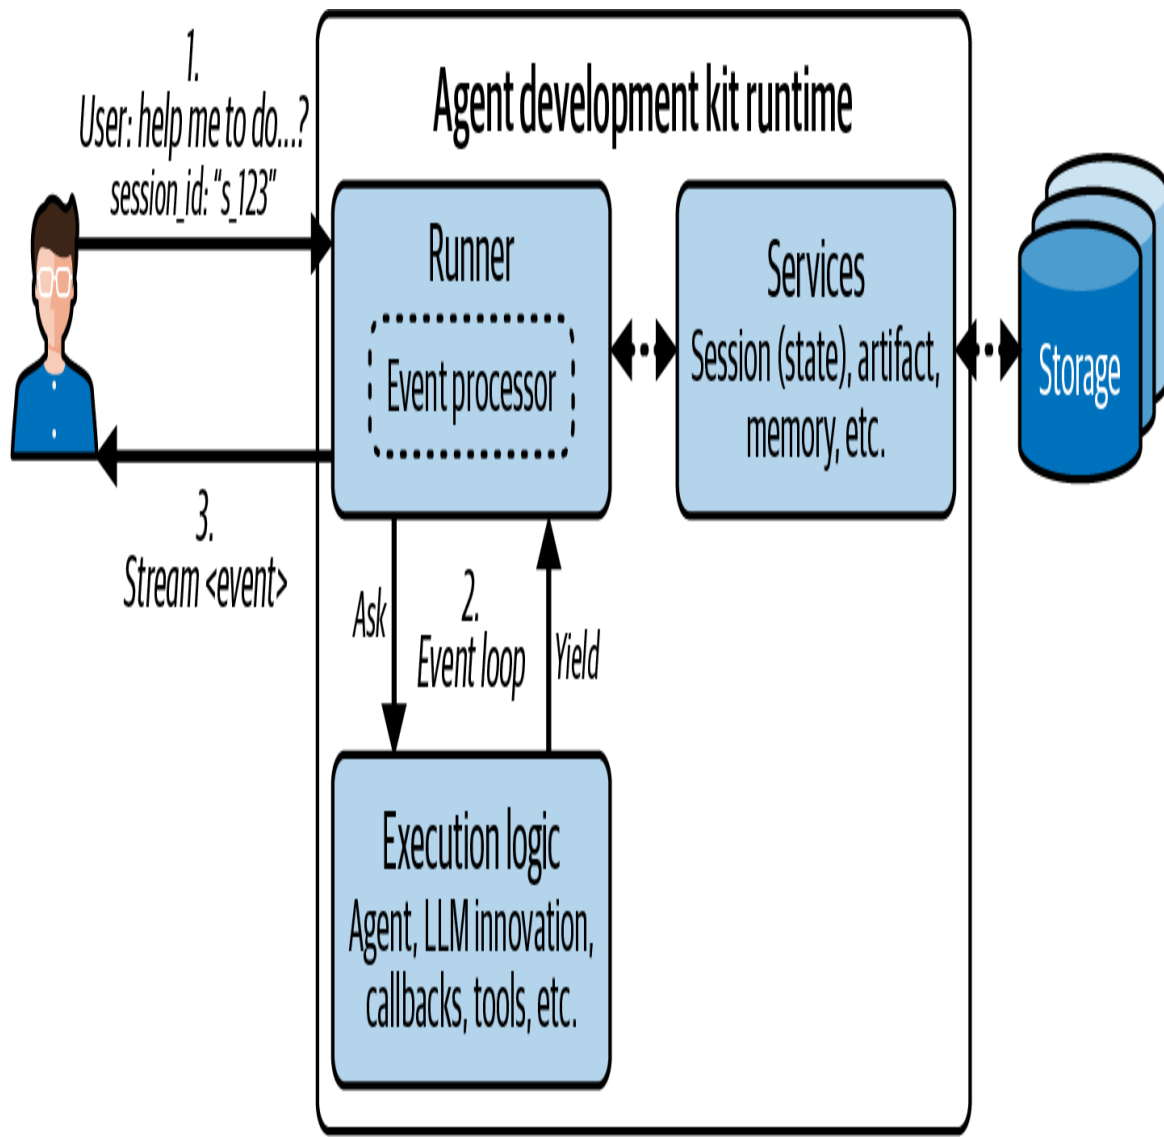 1.
User: help me to do...?
session_id: “s_123”
Agent development kit runtime
Runner
Event processor
Services
Session (state), artifact,
memory, etc.
Storage
3.
Stream <event>
Ask
2.
Event loop
Yield
Execution logic
Agent, LLM innovation,
callbacks, tools, etc.